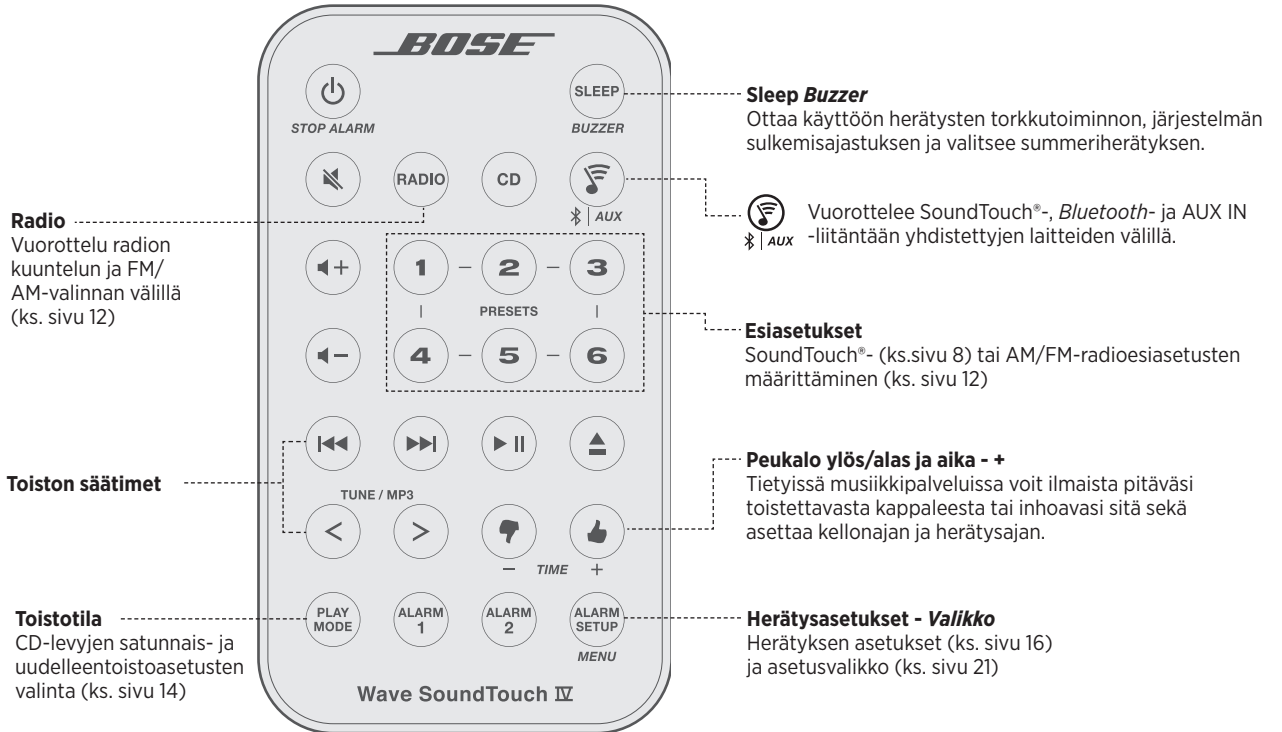 BOSE
SLEEP
STOP ALARM
BUZZER
RADIO
CD
AUX
1 – 2 – 3
PRESETS
4 – 5 – 6
TUNE / MP3
– TIME +
PLAY
MODE
ALARM
1
ALARM
2
ALARM
SETUP
MENU
Wave SoundTouch IV
Radio
Vuorottelu radion
kuuntelun ja FM/
AM-valinnan välillä
(ks. sivu 12)
Toiston säätimet
Toistotila
CD-levyjen satunnais- ja
uudelleentoistoasetusten
valinta (ks. sivu 14)
Sleep Buzzer
Ottaa käyttöön herätysten torkkutoiminnon, järjestelmän
sulkemisajastuksen ja valitsee summeriherätyksen.
Vuorottelee SoundTouch®-, Bluetooth- ja AUX IN
AUX -liitäntään yhdistettyjen laitteiden välillä.
Esiasetukset
SoundTouch®- (ks.sivu 8) tai AM/FM-radioesiasetusten
määrittäminen (ks. sivu 12)
Peukalo ylös/alas ja aika - +
Tietyissä musiikkipalveluissa voit ilmaista pitäväsi
toistettavasta kappaleesta tai inhoavasi sitä sekä
asettaa kellonajan ja herätysajan.
Herätysasetukset - Valikko
Herätyksen asetukset (ks. sivu 16)
ja asetusvalikko (ks. sivu 21)